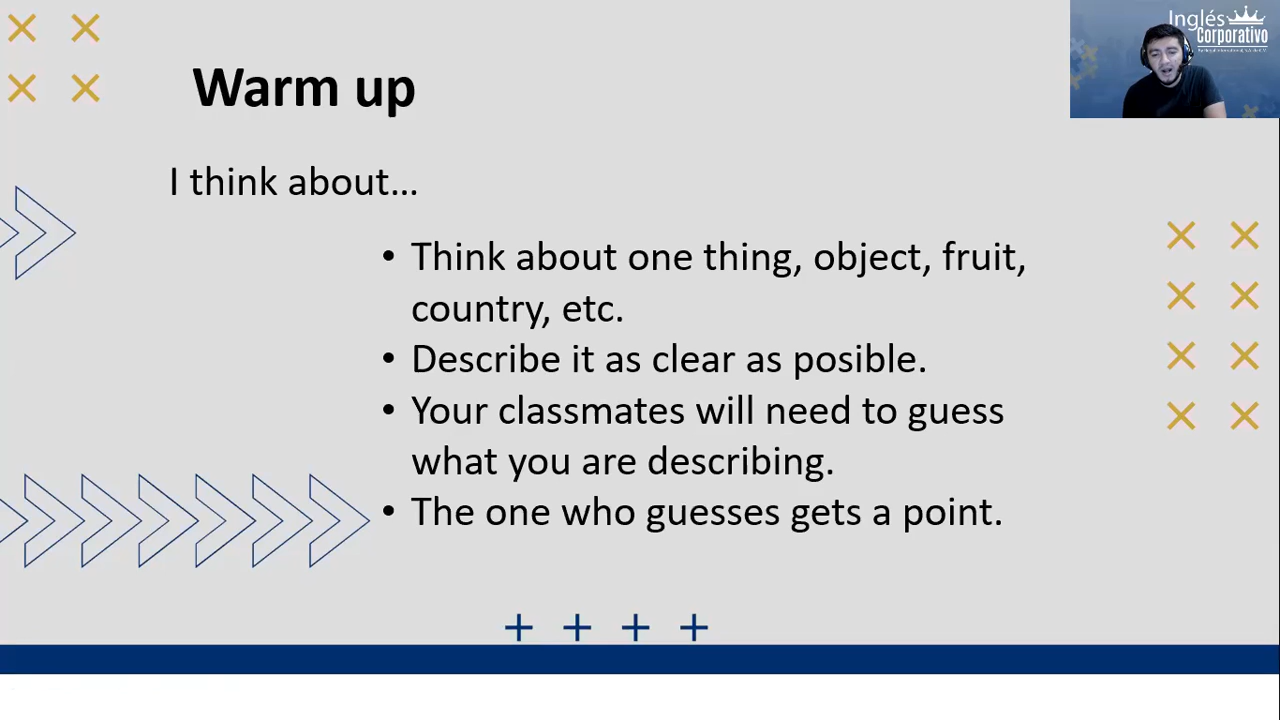 Inglés
Corporativo
Warm up
I think about...
• Think about one thing, object, fruit,
country, etc.
• Describe it as clear as posible.
• Your classmates will need to guess
what you are describing.
• The one who guesses gets a point.